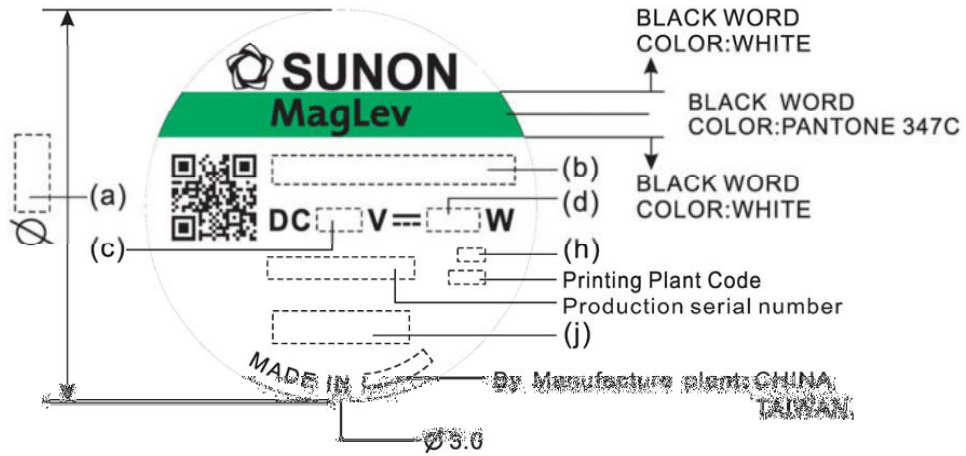 BLACK WORD
COLOR:WHITE
SUNON
MagLev
BLACK WORD
COLOR:PANTONE 347C
(a)
(b)
BLACK WORD
COLOR:WHITE
DC V W
(d)
(c)
(h)
Printing Plant Code
Production serial number
(j)
MADE IN
By Manufacture plant: CHINA
TAIWAN.
Ø
Ø 3.0